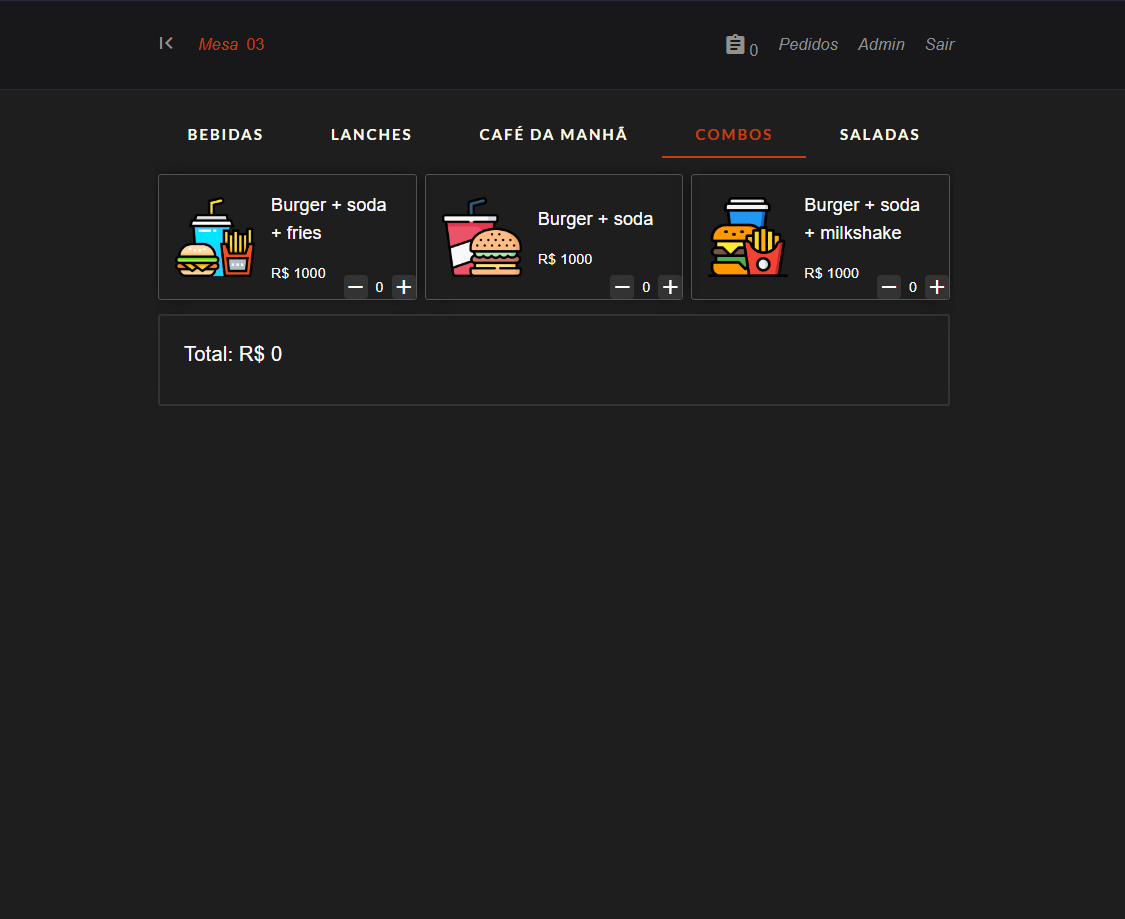 Mesa 03
0 Pedidos Admin Sair
BEBIDAS LANCHES CAFÉ DA MANHÃ COMBOS SALADAS
Burger + soda
+ fries
R$ 1000
0
Burger + soda
R$ 1000
0
Burger + soda
+ milkshake
R$ 1000
0
Total: R$ 0